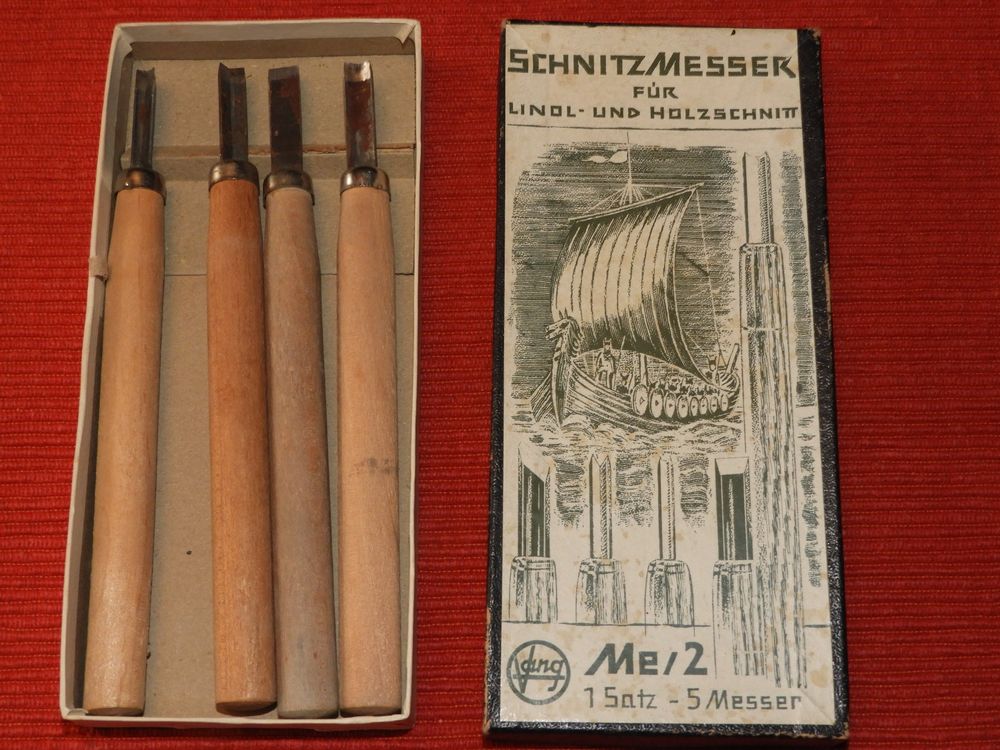 SCHNITZMESSER
FÜR
LINOL- UND HOLZSCHNITT
Me/2
1 Satz - 5 Messer